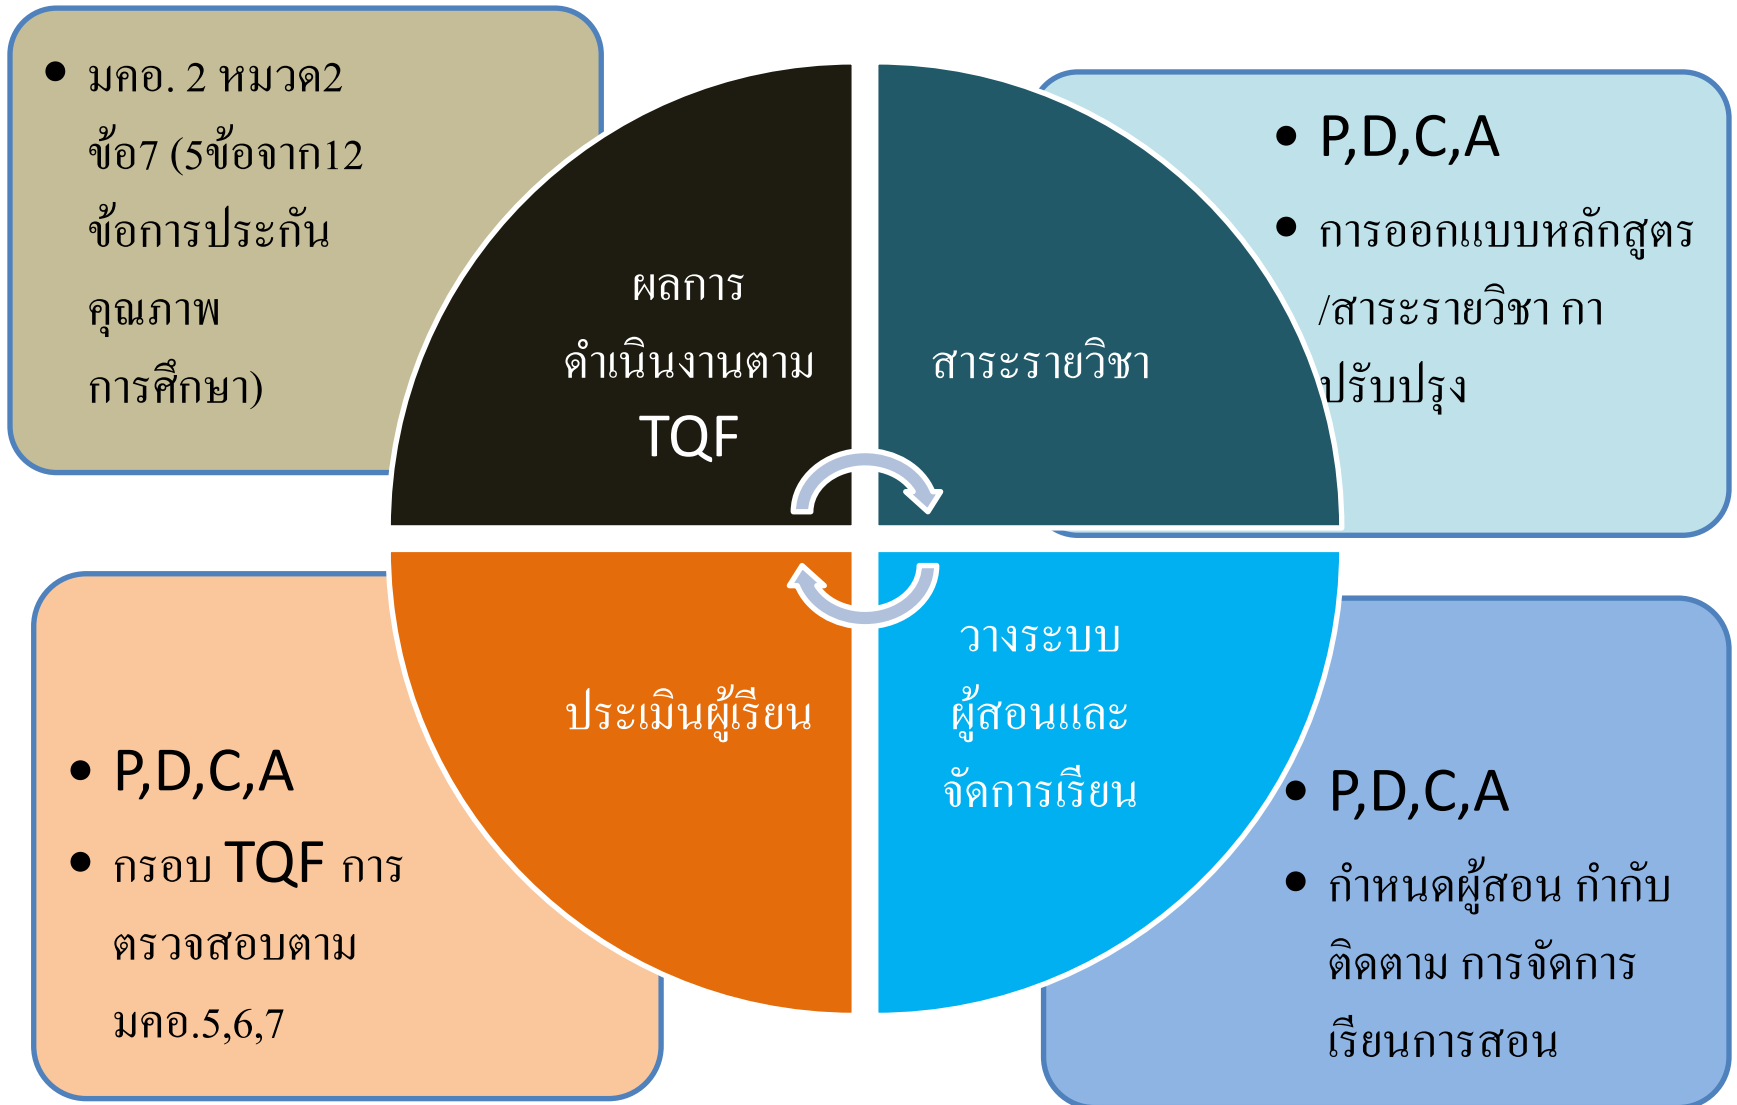 • มคอ. 2 หมวด2
ข้อ7 (5ข้อจาก12
ข้อการประกัน
คุณภาพ
การศึกษา)
ผลการ
ดำเนินงานตาม
TQF
สาระรายวิชา
• P,D,C,A
• การออกแบบหลักสูตร
/สาระรายวิชา กา
ปรับปรุง
ประเมินผู้เรียน
วางระบบ
ผู้สอนและ
จัดการเรียน
• P,D,C,A
• กรอบ TQF การ
ตรวจสอบตาม
มคอ.5,6,7
• P,D,C,A
• กำหนดผู้สอน กำกับ
ติดตาม การจัดการ
เรียนการสอน